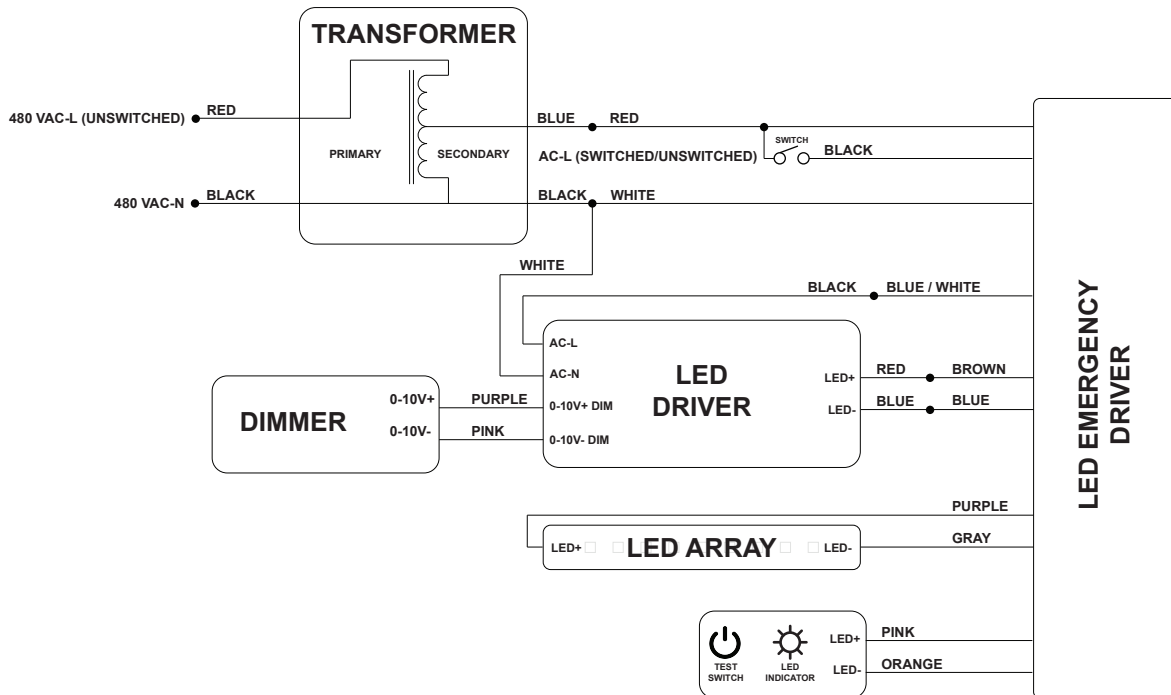 TRANSFORMER
480 VAC-L (UNSWITCHED) RED
BLUE RED
PRIMARY SECONDARY
AC-L (SWITCHED/UNSWITCHED) SWITCH BLACK
480 VAC-N BLACK
BLACK WHITE
WHITE
BLACK BLUE / WHITE
AC-L
AC-N
LED
DRIVER
LED+ RED BROWN
LED- BLUE BLUE
DIMMER
0-10V+ PURPLE 0-10V+ DIM
0-10V- PINK 0-10V- DIM
LED EMERGENCY
DRIVER
PURPLE
LED+ LED ARRAY LED- GRAY
TEST
SWITCH
LED
INDICATOR
LED+ PINK
LED- ORANGE